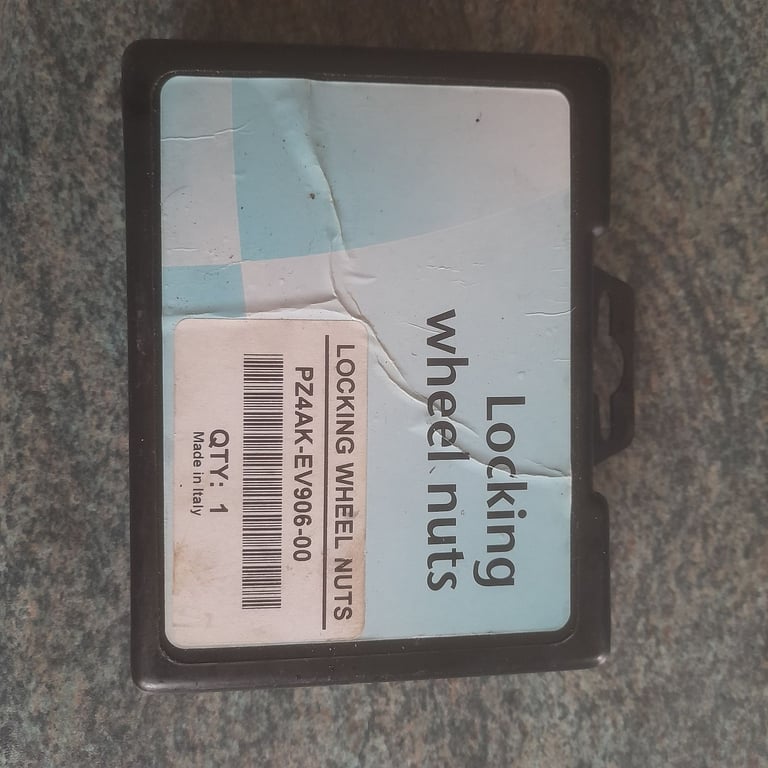 Locking
wheel nuts
LOCKING WHEEL NUTS
PZ4AK-EV906-00
QTY: 1
Made in Italy